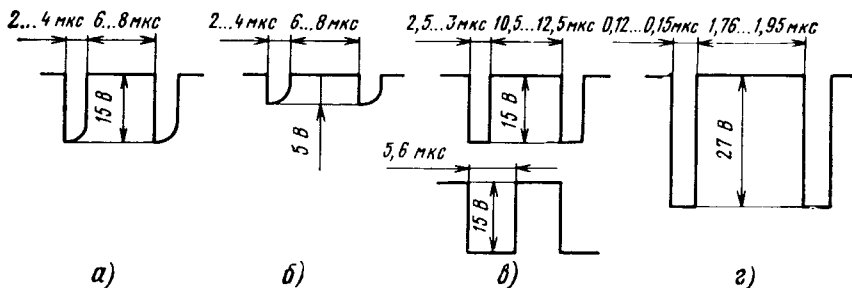 2...4 мкс 6...8 мкс 2...4 мкс 6...8 мкс 2,5...3 мкс 10,5...12,5 мкс 0,12...0,15 мкс 1,76...1,95 мкс
15 В 5 В 15 В 27 В
5,6 мкс
15 В
а) б) в) г)